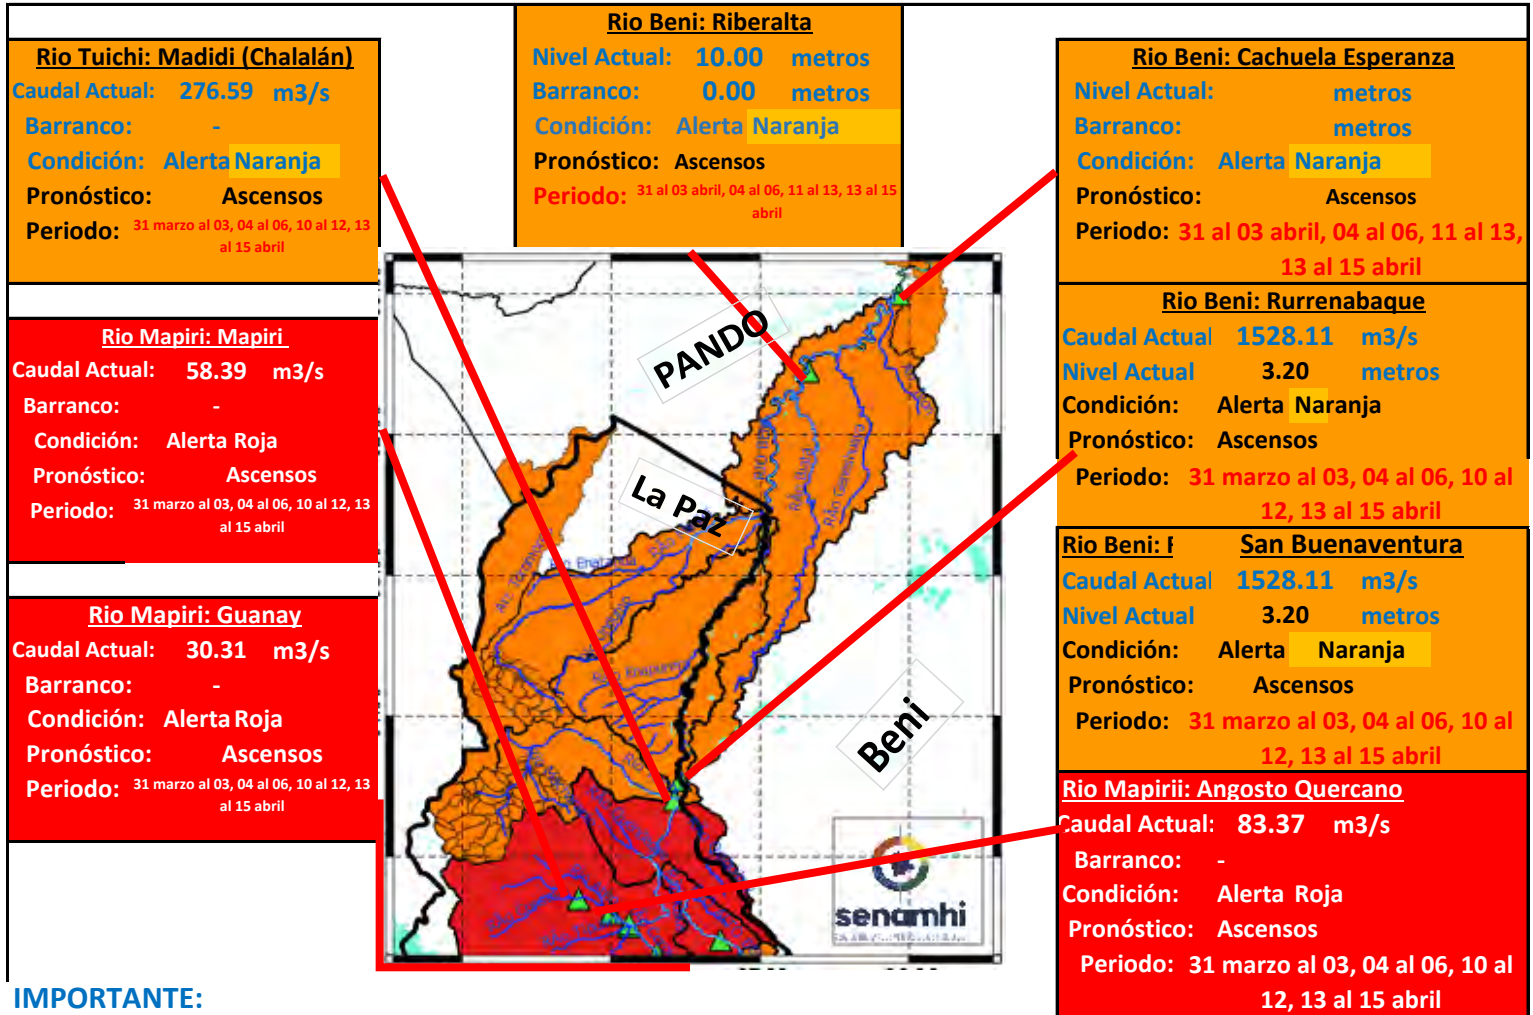 Rio Tuichi: Madidi (Chalalán)
Caudal Actual: 276.59 m3/s
Barranco: -
Condición: Alerta Naranja
Pronóstico: Ascensos
Periodo: 31 marzo al 03, 04 al 06, 10 al 12, 13
al 15 abril
Rio Mapiri: Mapiri
Caudal Actual: 58.39 m3/s
Barranco: -
Condición: Alerta Roja
Pronóstico: Ascensos
Periodo: 31 marzo al 03, 04 al 06, 10 al 12, 13
al 15 abril
Rio Mapiri: Guanay
Caudal Actual: 30.31 m3/s
Barranco: -
Condición: Alerta Roja
Pronóstico: Ascensos
Periodo: 31 marzo al 03, 04 al 06, 10 al 12, 13
al 15 abril
Rio Beni: Riberalta
Nivel Actual: 10.00 metros
Barranco: 0.00 metros
Condición: Alerta Naranja
Pronóstico: Ascensos
Periodo: 31 al 03 abril, 04 al 06, 11 al 13, 13 al 15
abril
PANDO
La Paz
Beni
senamhi
Rio Beni: Cachuela Esperanza
Nivel Actual: metros
Barranco: metros
Condición: Alerta Naranja
Pronóstico: Ascensos
Periodo: 31 al 03 abril, 04 al 06, 11 al 13,
13 al 15 abril
Rio Beni: Rurrenabaque
Caudal Actual 1528.11 m3/s
Nivel Actual 3.20 metros
Condición: Alerta Naranja
Pronóstico: Ascensos
Periodo: 31 marzo al 03, 04 al 06, 10 al
12, 13 al 15 abril
Rio Beni: San Buenaventura
Caudal Actual 1528.11 m3/s
Nivel Actual 3.20 metros
Condición: Alerta Naranja
Pronóstico: Ascensos
Periodo: 31 marzo al 03, 04 al 06, 10 al
12, 13 al 15 abril
Rio Mapirii: Angosto Quercano
Caudal Actual: 83.37 m3/s
Barranco: -
Condición: Alerta Roja
Pronóstico: Ascensos
Periodo: 31 marzo al 03, 04 al 06, 10 al
12, 13 al 15 abril
IMPORTANTE: